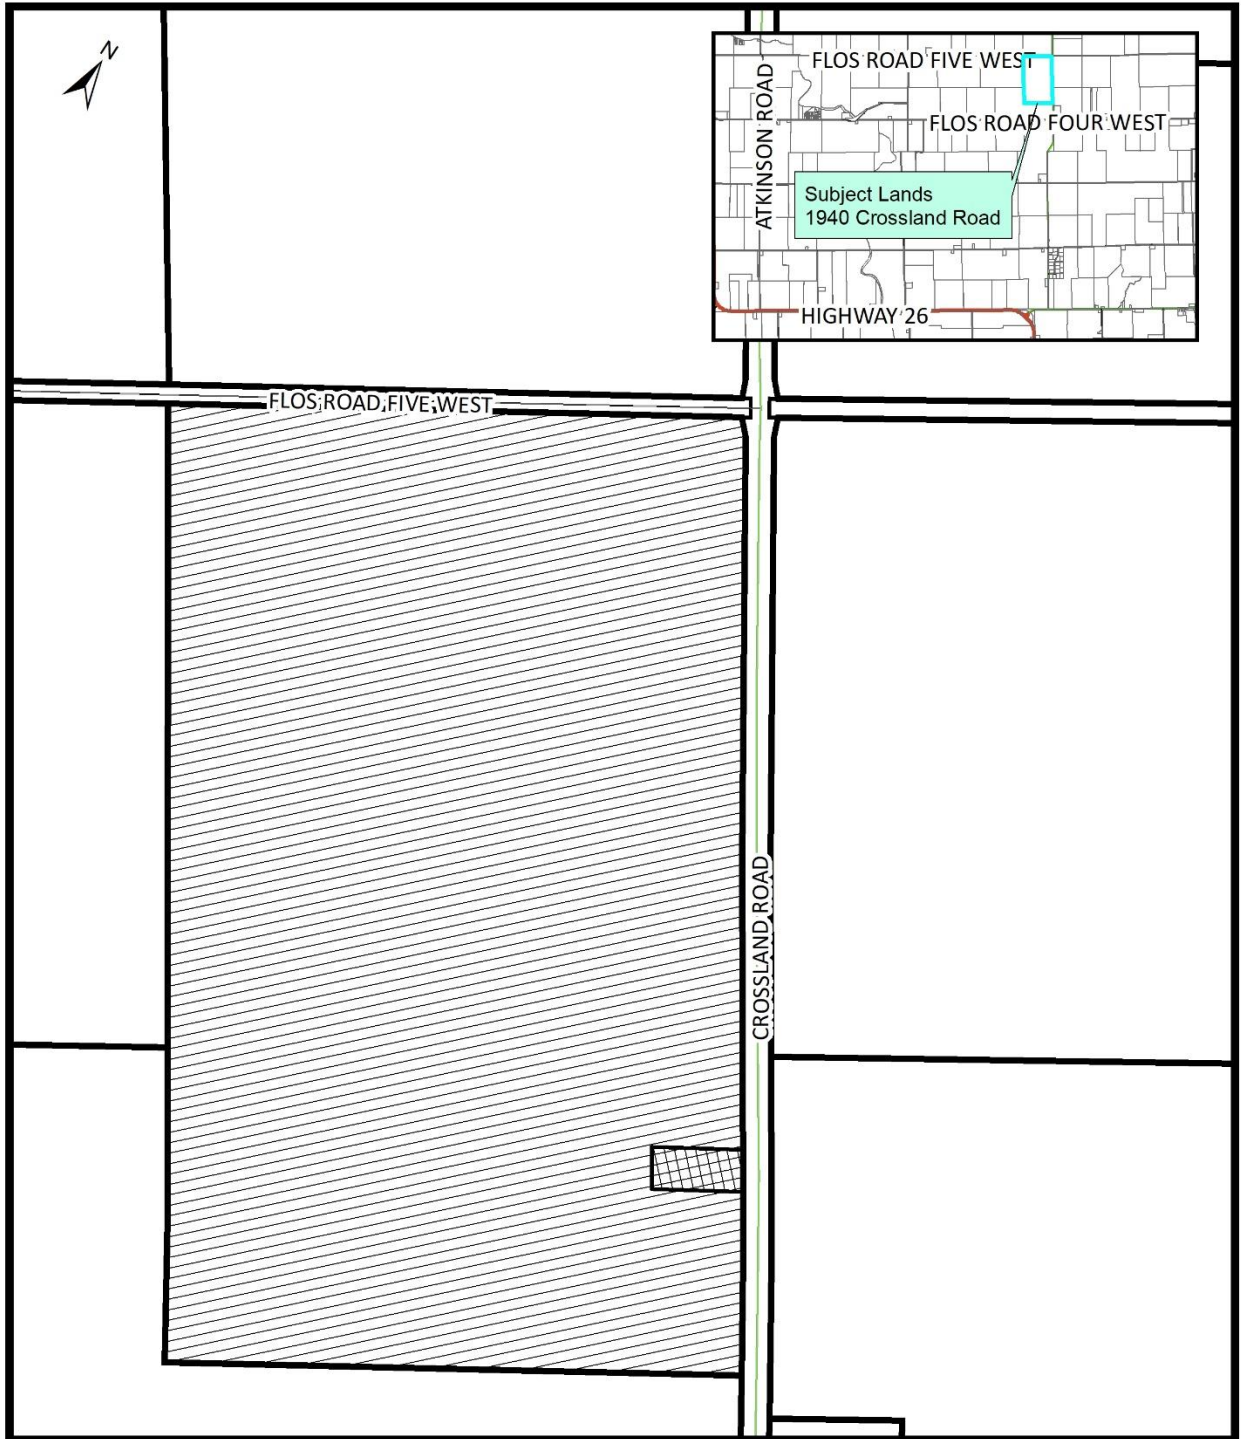 N
FLOS ROAD FIVE WEST
ATKINSON ROAD
FLOS ROAD FOUR WEST
Subject Lands
1940 Crossland Road
HIGHWAY 26
FLOS ROAD FIVE WEST
CROSSLAND ROAD